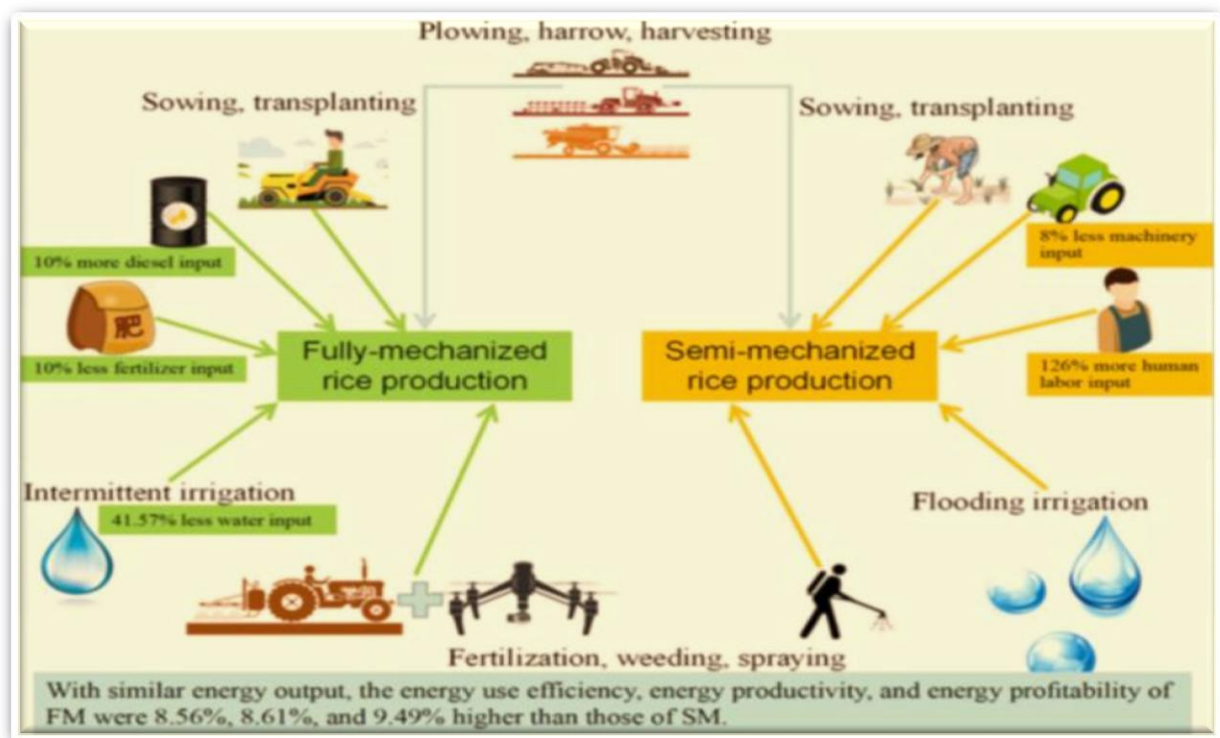 Plowing, harrow, harvesting
Sowing, transplanting
Sowing, transplanting
10% more diesel input
8% less machinery
input
肥
10% less fertilizer input
126% more human
labor input
Fully-mechanized
rice production
Semi-mechanized
rice production
Intermittent irrigation
41.57% less water input
Flooding irrigation
Fertilization, weeding, spraying
With similar energy output, the energy use efficiency, energy productivity, and energy profitability of
FM were 8.56%, 8.61%, and 9.49% higher than those of SM.